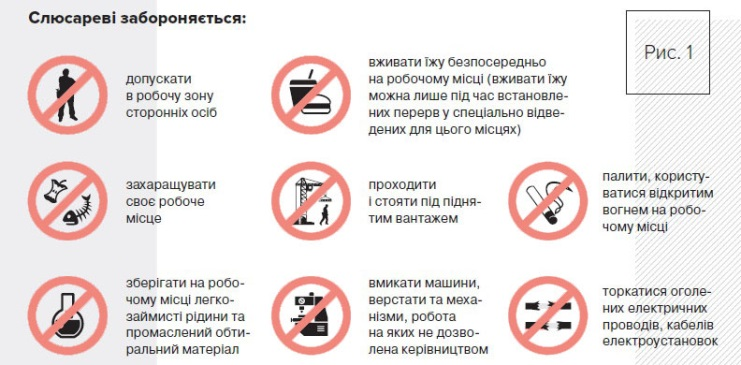 Слюсареві забороняється:
Рис. 1
допускати
в робочу зону
сторонніх осіб
вживати їжу безпосередньо
на робочому місці (вживати їжу
можна лише під час встановле-
них перерв у спеціально відве-
дених для цього місцях)
захаращувати
своє робоче
місце
проходити
і стояти під підня-
тим вантажем
палити, користу-
ватися відкритим
вогнем на робо-
чому місці
зберігати на робо-
чому місці легко-
займисті рідини та
промаслений обти-
ральний матеріал
вмикати машини,
верстати та меха-
нізми, робота
на яких не дозво-
лена керівництвом
торкатися оголе-
них електричних
проводів, кабелів
електроустановок